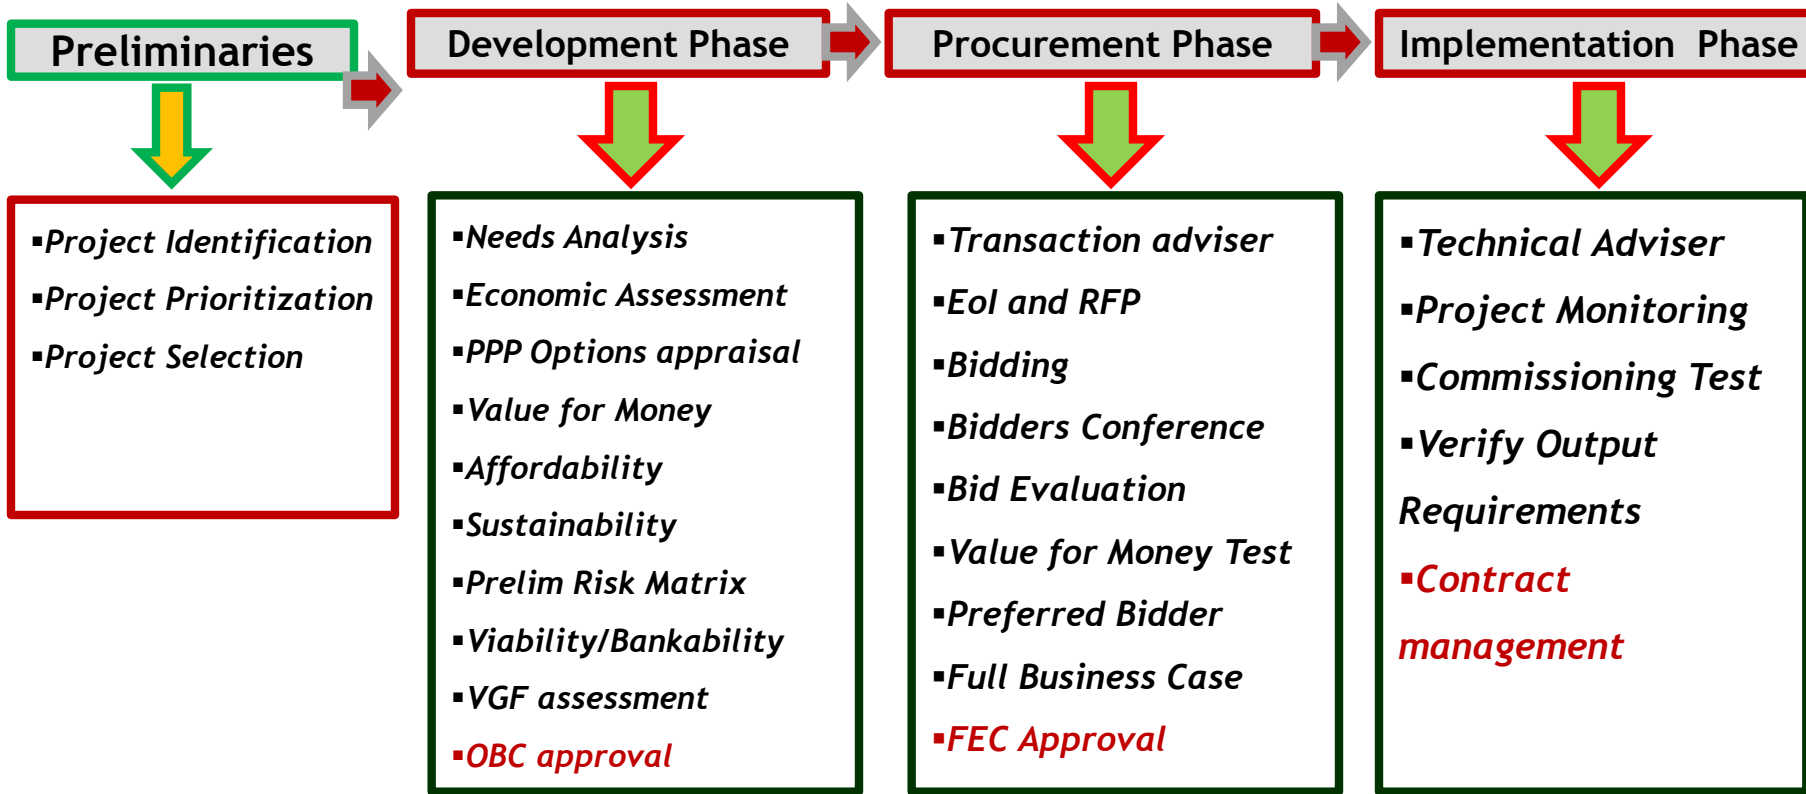 Preliminaries
Development Phase
Procurement Phase
Implementation Phase
▪Project Identification
▪Project Prioritization
▪Project Selection
▪Needs Analysis
▪Economic Assessment
▪PPP Options appraisal
▪Value for Money
▪Affordability
▪Sustainability
▪Prelim Risk Matrix
▪Viability/Bankability
▪VGF assessment
▪OBC approval
▪Transaction adviser
▪EoI and RFP
▪Bidding
▪Bidders Conference
▪Bid Evaluation
▪Value for Money Test
▪Preferred Bidder
▪Full Business Case
▪FEC Approval
▪Technical Adviser
▪Project Monitoring
▪Commissioning Test
▪Verify Output
Requirements
▪Contract
management